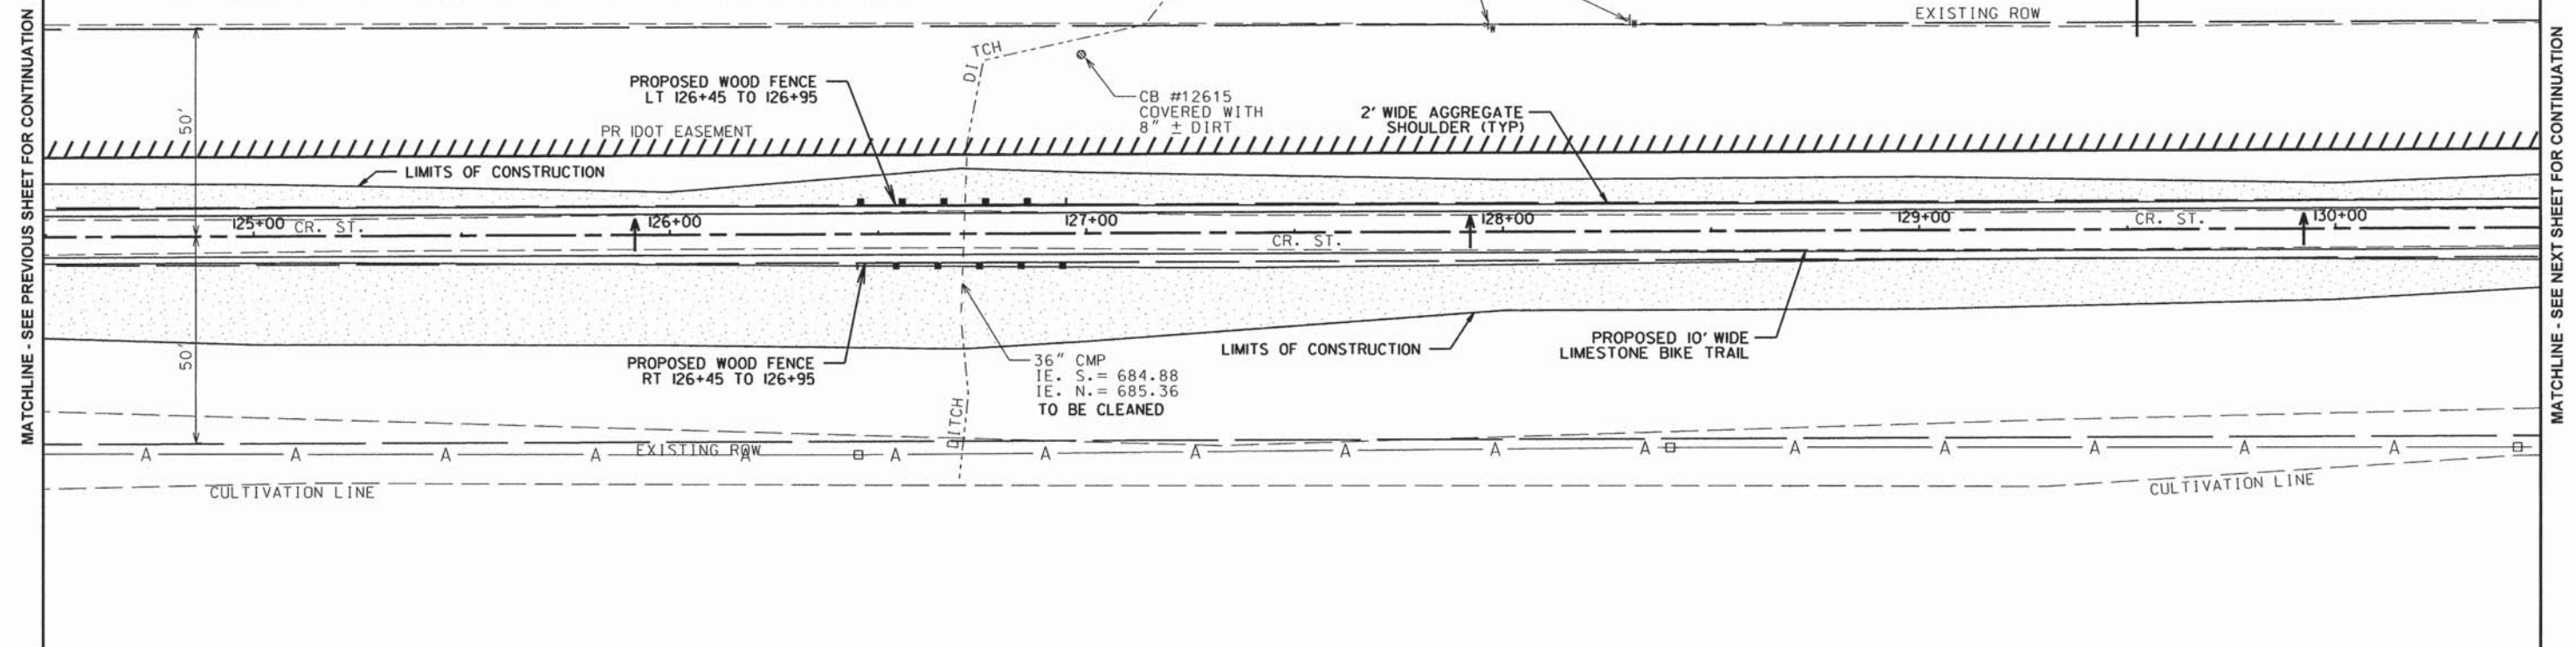 MATCHLINE - SEE PREVIOUS SHEET FOR CONTINUATION
EXISTING ROW
50'
DITCH
PROPOSED WOOD FENCE
LT 126+45 TO 126+95
CB #12615
COVERED WITH
8" ± DIRT
2' WIDE AGGREGATE
SHOULDER (TYP)
PR IDOT EASEMENT
LIMITS OF CONSTRUCTION
125+00
CR. ST.
126+00
127+00
CR. ST.
128+00
129+00
CR. ST.
130+00
50'
PROPOSED WOOD FENCE
RT 126+45 TO 126+95
36" CMP
IE. S.= 684.88
IE. N.= 685.36
TO BE CLEANED
LIMITS OF CONSTRUCTION
PROPOSED 10' WIDE
LIMESTONE BIKE TRAIL
DITCH
A A A A EXISTING ROW A A A A A A A A A A A A
CULTIVATION LINE
CULTIVATION LINE
MATCHLINE - SEE NEXT SHEET FOR CONTINUATION